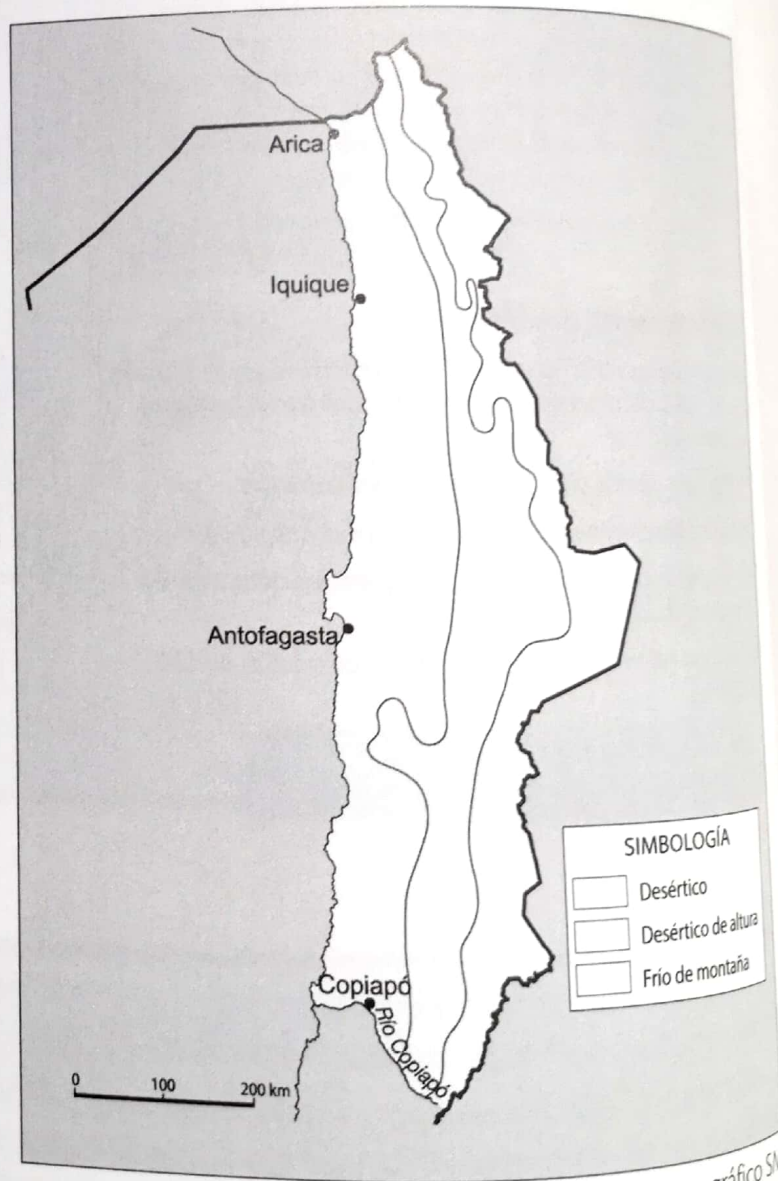 Arica
Iquique
Antofagasta
Copiapó
Río Copiapó
0 100 200 km
SIMBOLOGÍA
Desértico
Desértico de altura
Frío de montaña